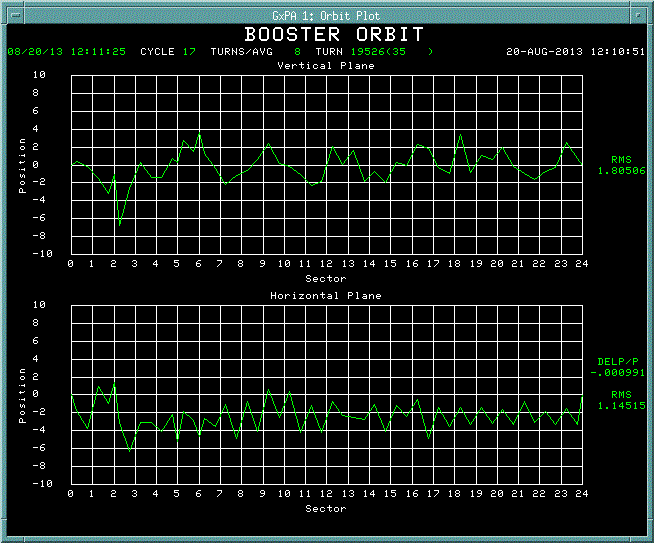 GxPA 1: Orbit Plot
BOOSTER ORBIT
08/20/13 12:11:25 CYCLE 17 TURNS/AVG 8 TURN 19526(35 ) 20-AUG-2013 12:10:51
Vertical Plane
10
8
6
4
2
0
-2
-4
-6
-8
-10
Position
RMS
1.80506
0 1 2 3 4 5 6 7 8 9 10 11 12 13 14 15 16 17 18 19 20 21 22 23 24
Sector
Horizontal Plane
10
8
6
4
2
0
-2
-4
-6
-8
-10
Position
DELP/P
-.000991
RMS
1.14515
0 1 2 3 4 5 6 7 8 9 10 11 12 13 14 15 16 17 18 19 20 21 22 23 24
Sector